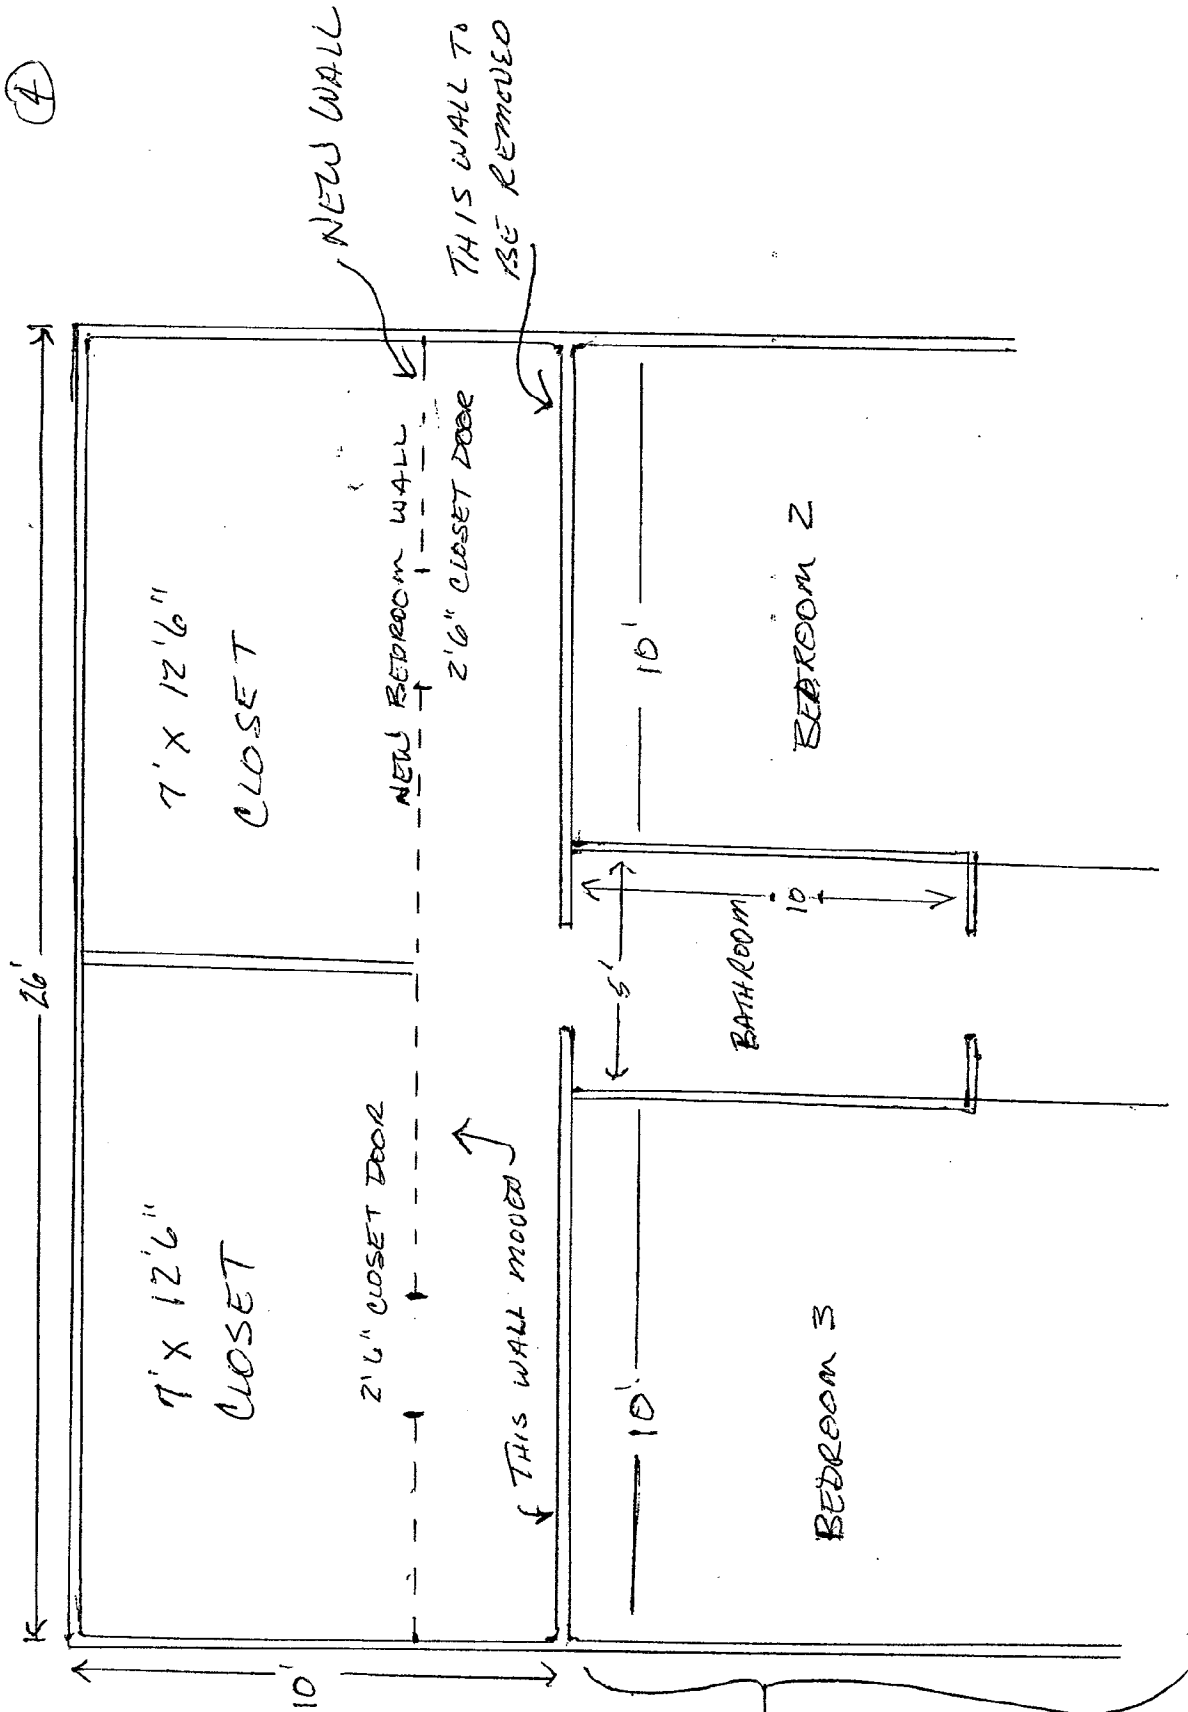 ④
26'
10'
7' X 12'6"
CLOSET
7' X 12'6"
CLOSET
NEW WALL
NEW BEDROOM WALL
2'6" CLOSET DOOR
2'6" CLOSET DOOR
THIS WALL TO
BE REMOVED
THIS WALL MOVED
10'
5'
10'
BATHROOM
10
BEDROOM 3
BEDROOM 2